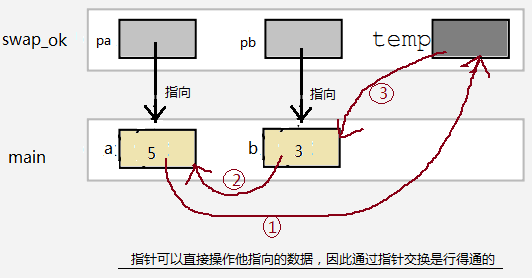 swap_ok
pa
pb
temp
③
指向
指向
main
a:
5
b
3
②
①
指针可以直接操作他指向的数据，因此通过指针交换是行得通的